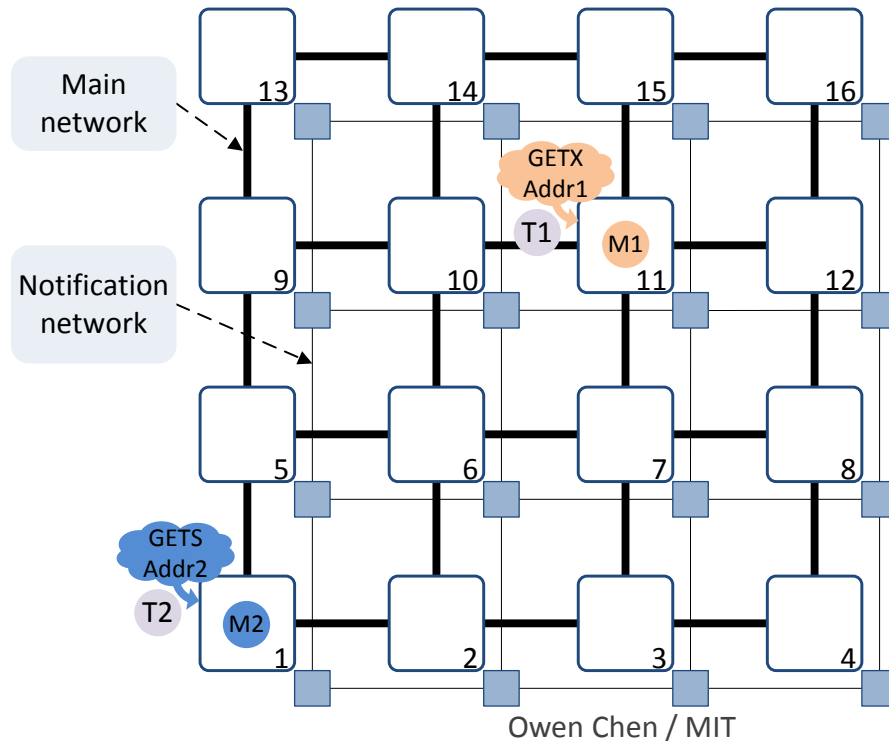 Main
network
13
14
15
16
GETX
Addr1
T1
M1
9
10
11
12
Notification
network
5
6
7
8
GETS
Addr2
T2
M2
1
2
3
4
Owen Chen / MIT